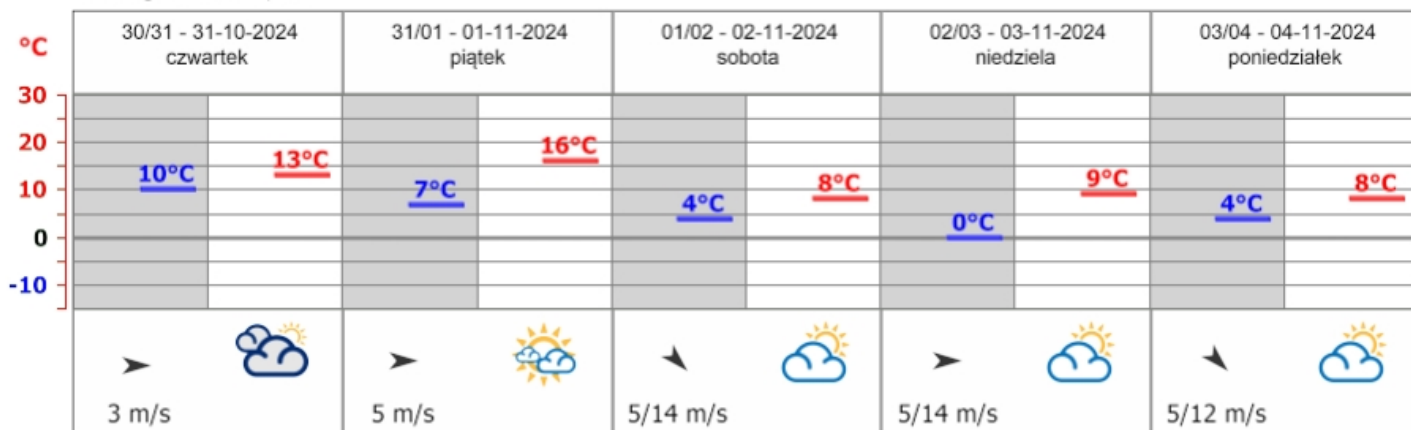 °C
30/31 - 31-10-2024
czwartek
31/01 - 01-11-2024
piątek
01/02 - 02-11-2024
sobota
02/03 - 03-11-2024
niedziela
03/04 - 04-11-2024
poniedziałek
30
20
10
0
-10
10°C
13°C
7°C
16°C
4°C
8°C
0°C
9°C
4°C
8°C
3 m/s
5 m/s
5/14 m/s
5/14 m/s
5/12 m/s